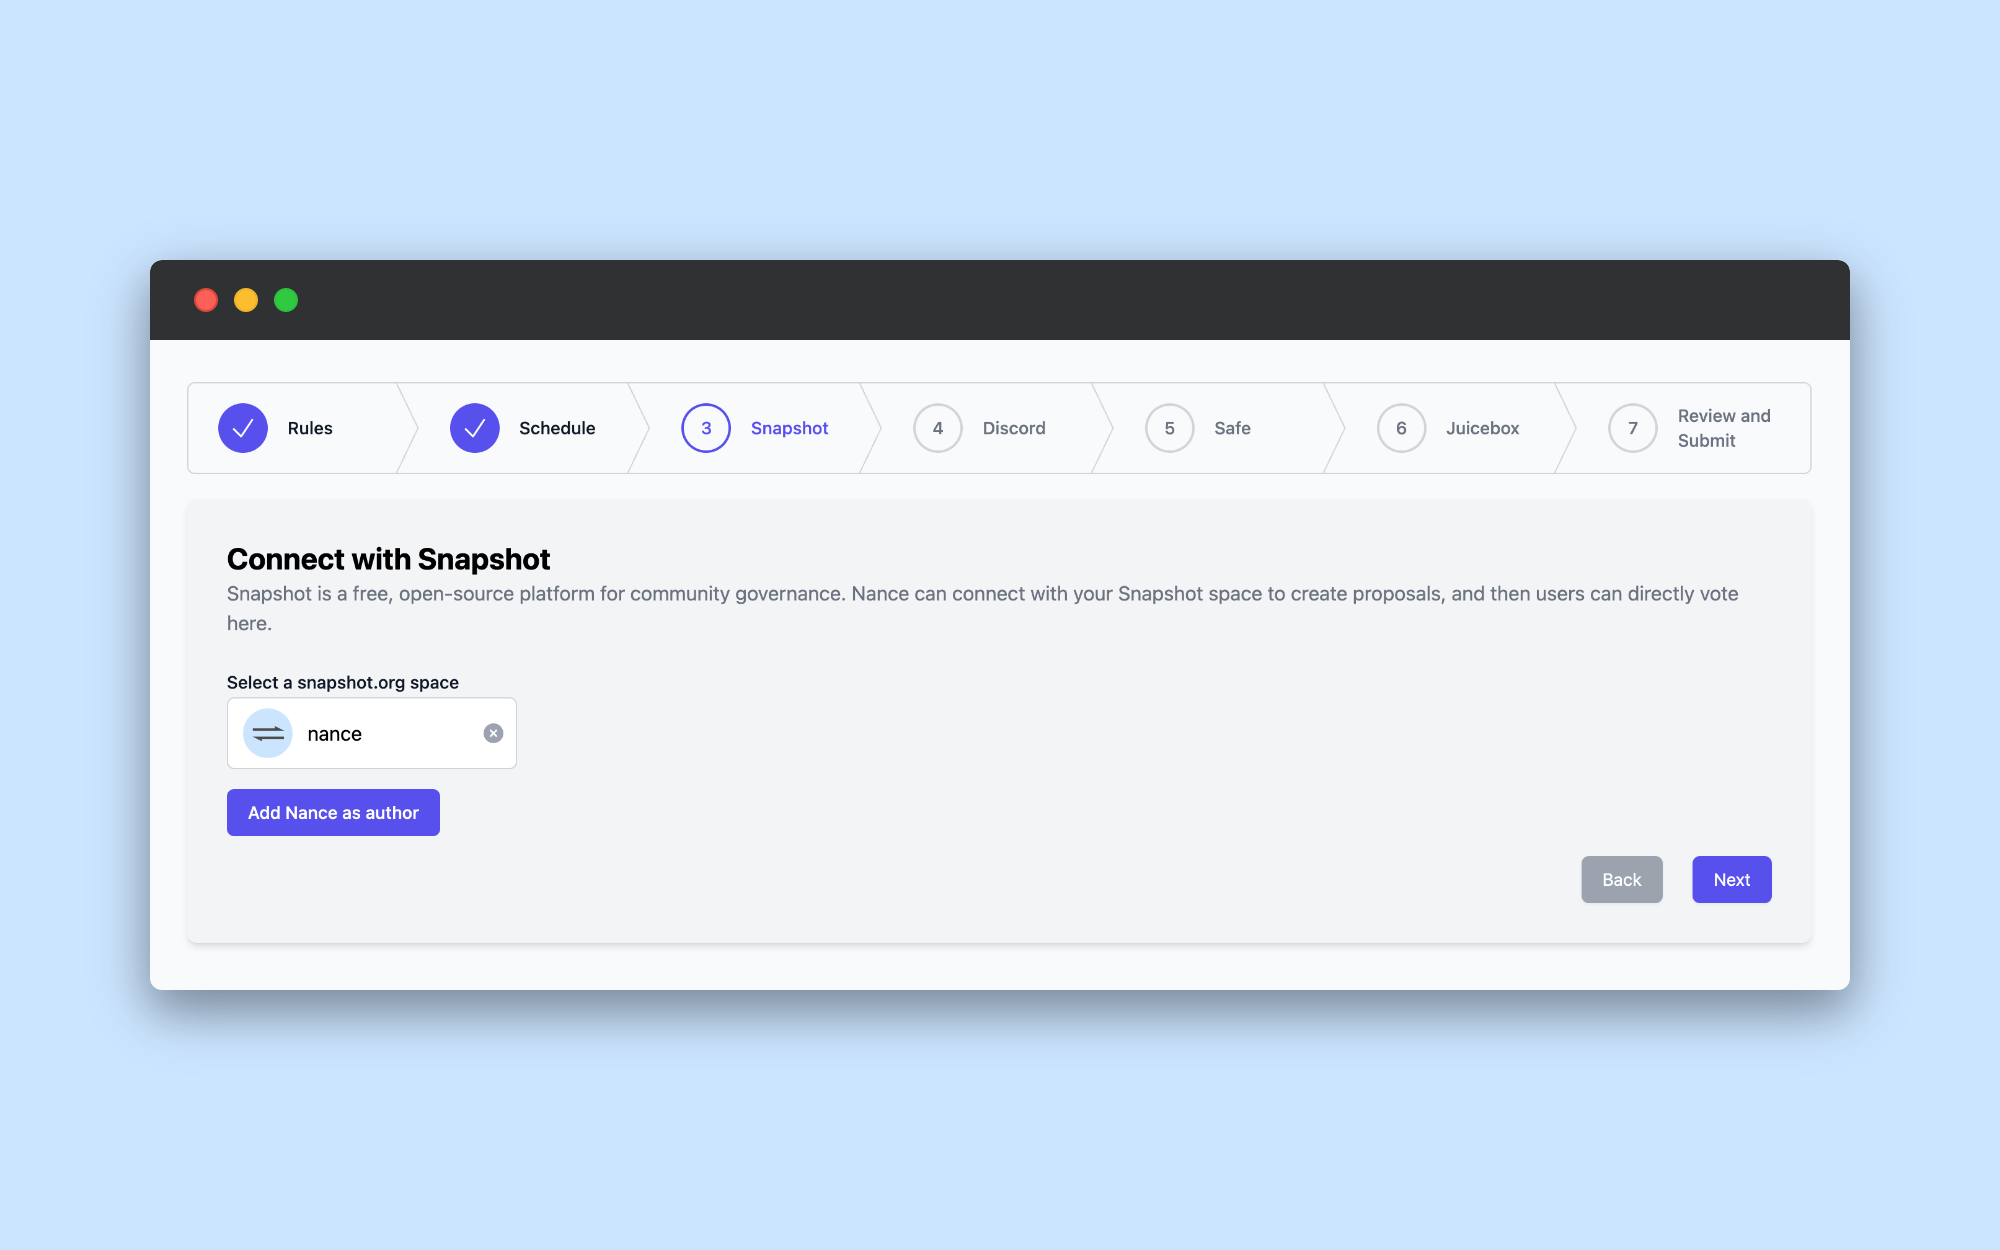 Rules
Schedule
3 Snapshot
4 Discord
5 Safe
6 Juicebox
7 Review and
Submit
Connect with Snapshot
Snapshot is a free, open-source platform for community governance. Nance can connect with your Snapshot space to create proposals, and then users can directly vote
here.
Select a snapshot.org space
nance
Add Nance as author
Back
Next